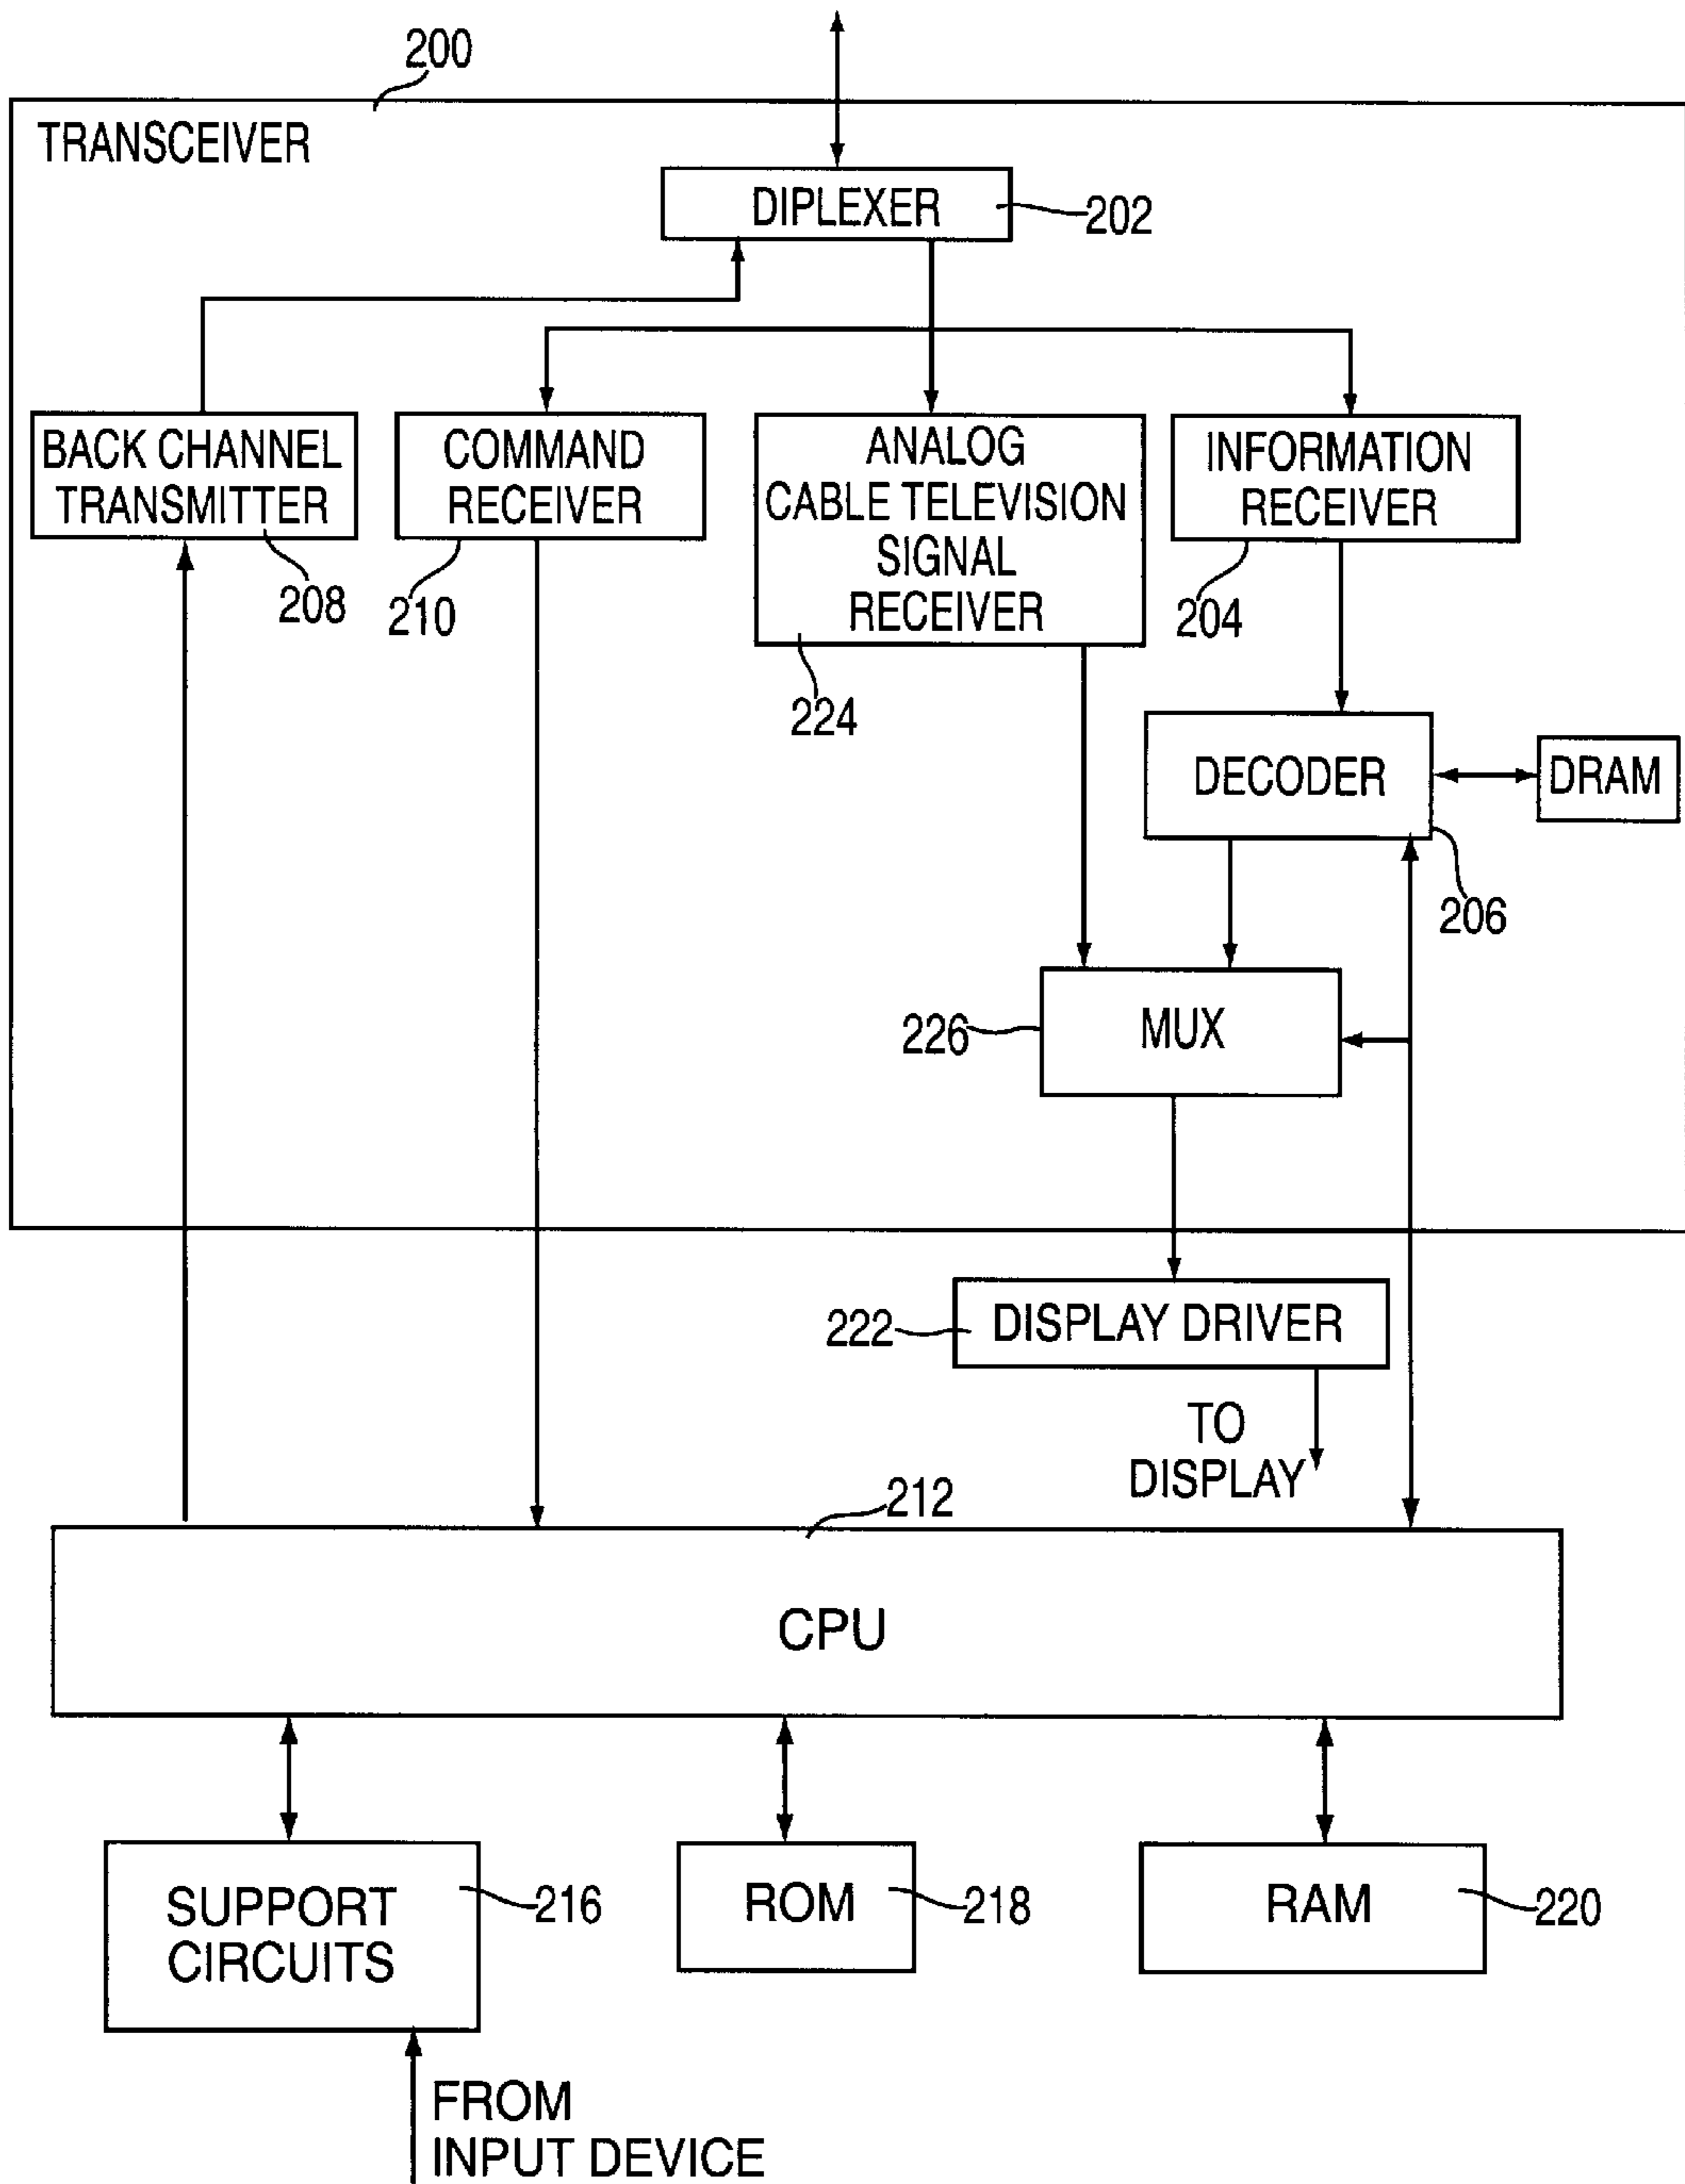 200
TRANSCEIVER
DIPLEXER
202
BACK CHANNEL
TRANSMITTER
208
COMMAND
RECEIVER
210
ANALOG
CABLE TELEVISION
SIGNAL
RECEIVER
224
INFORMATION
RECEIVER
204
DECODER
DRAM
206
MUX
226
DISPLAY DRIVER
222
TO
DISPLAY
212
CPU
SUPPORT
CIRCUITS
216
ROM
218
RAM
220
FROM
INPUT DEVICE